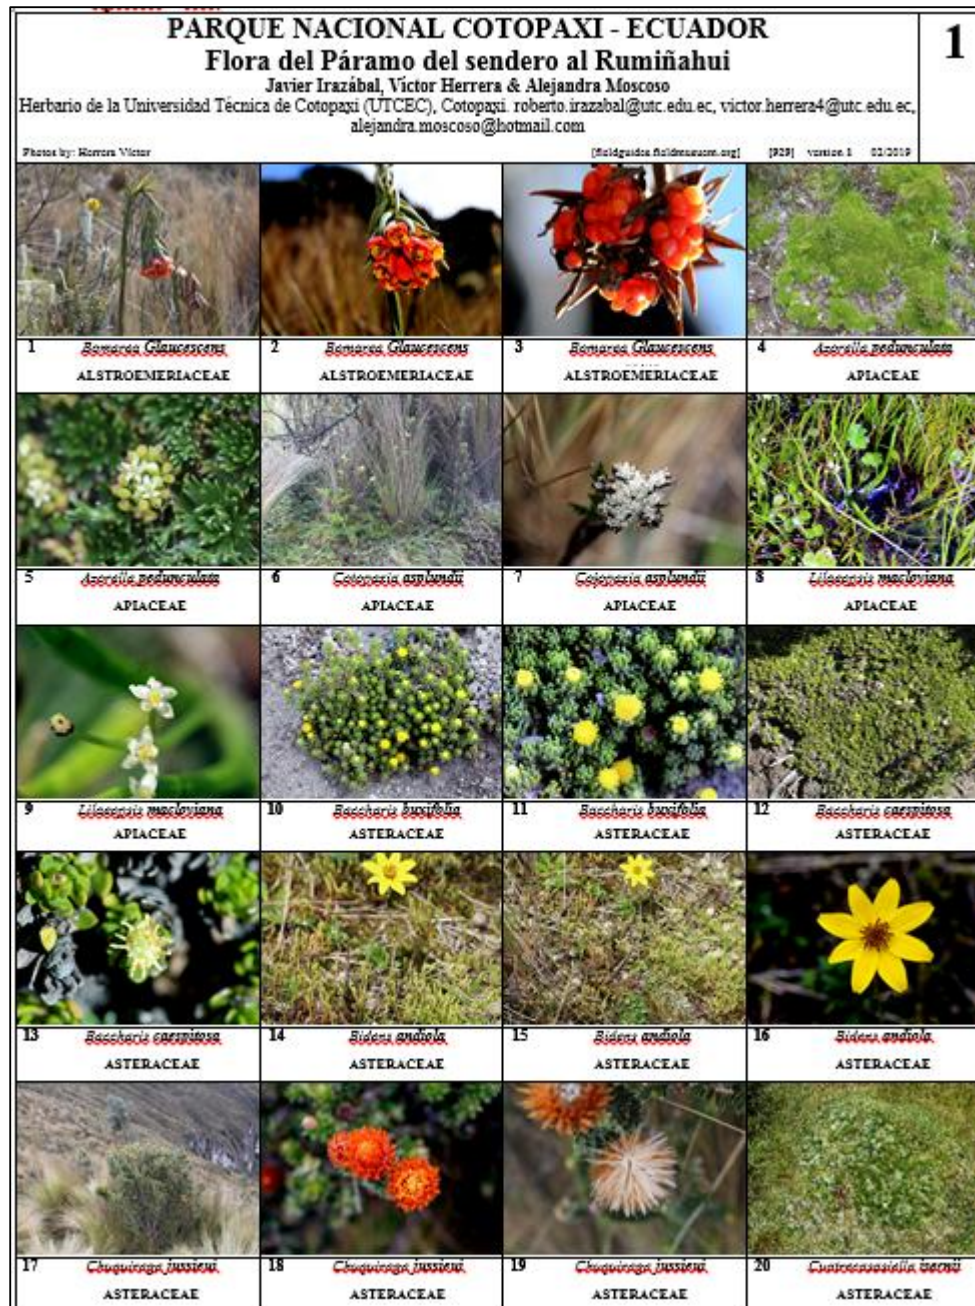 PARQUE NACIONAL COTOPAXI - ECUADOR
1
Flora del Páramo del sendero al Rumiñahui
Javier Irazábal, Víctor Herrera & Alejandra Moscoso
Herbario de la Universidad Técnica de Cotopaxi (UTCEC), Cotopaxi. roberto.irazabal@utc.edu.ec, victor.herrera4@utc.edu.ec,
alejandra.moscoso@hotmail.com
Photos by: Herrera Víctor [fieldguides.fieldmuseum.org] [929] version 1 02/2019
1 Bomarea Glaucescens 2 Bomarea Glaucescens 3 Bomarea Glaucescens 4 Azorella pedunculata
ALSTROEMERIACEAE ALSTROEMERIACEAE ALSTROEMERIACEAE APIACEAE
5 Azorella pedunculata 6 Cotopaxia asplundii 7 asplundii 8 Lilaeopsis macloviana
APIACEAE APIACEAE APIACEAE APIACEAE
9 Lilaeopsis macloviana 10 Baccharis buxifolia 11 Baccharis buxifolia 12 Baccharis caespitosa
APIACEAE ASTERACEAE ASTERACEAE ASTERACEAE
13 Baccharis caespitosa 14 Bidens andicola 15 Bidens andicola 16 Bidens andicola
ASTERACEAE ASTERACEAE ASTERACEAE ASTERACEAE
17 Chuquiraga jussieui 18 Chuquiraga jussieui 19 Chuquiraga jussieui 20 Cuatrecasasiella isernii
ASTERACEAE ASTERACEAE ASTERACEAE ASTERACEAE